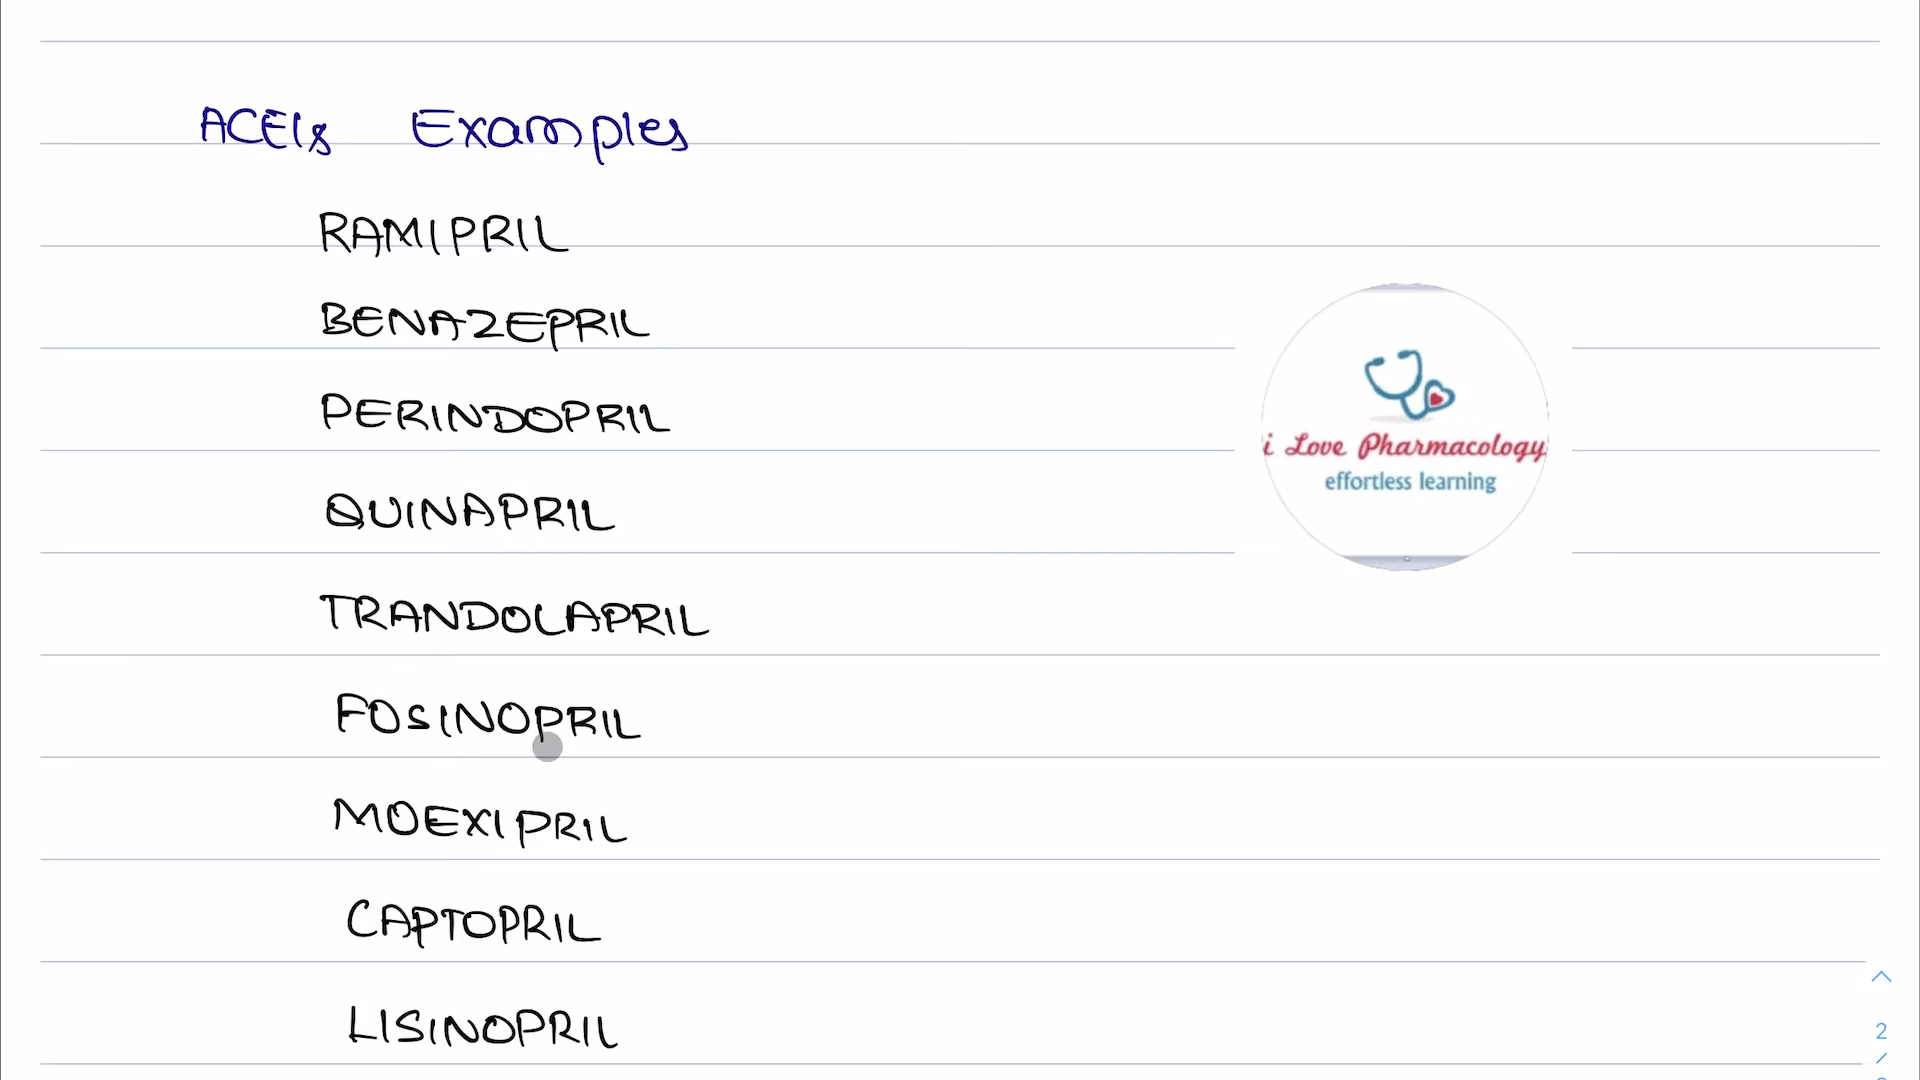 ACEIs Examples
RAMIPRIL
BENAZEPRIL
PERINDOPRIL
QUINAPRIL
TRANDOLAPRIL
FOSINOPRIL
MOEXIPRIL
CAPTOPRIL
LISINOPRIL
i Love Pharmacology
effortless learning
2
/